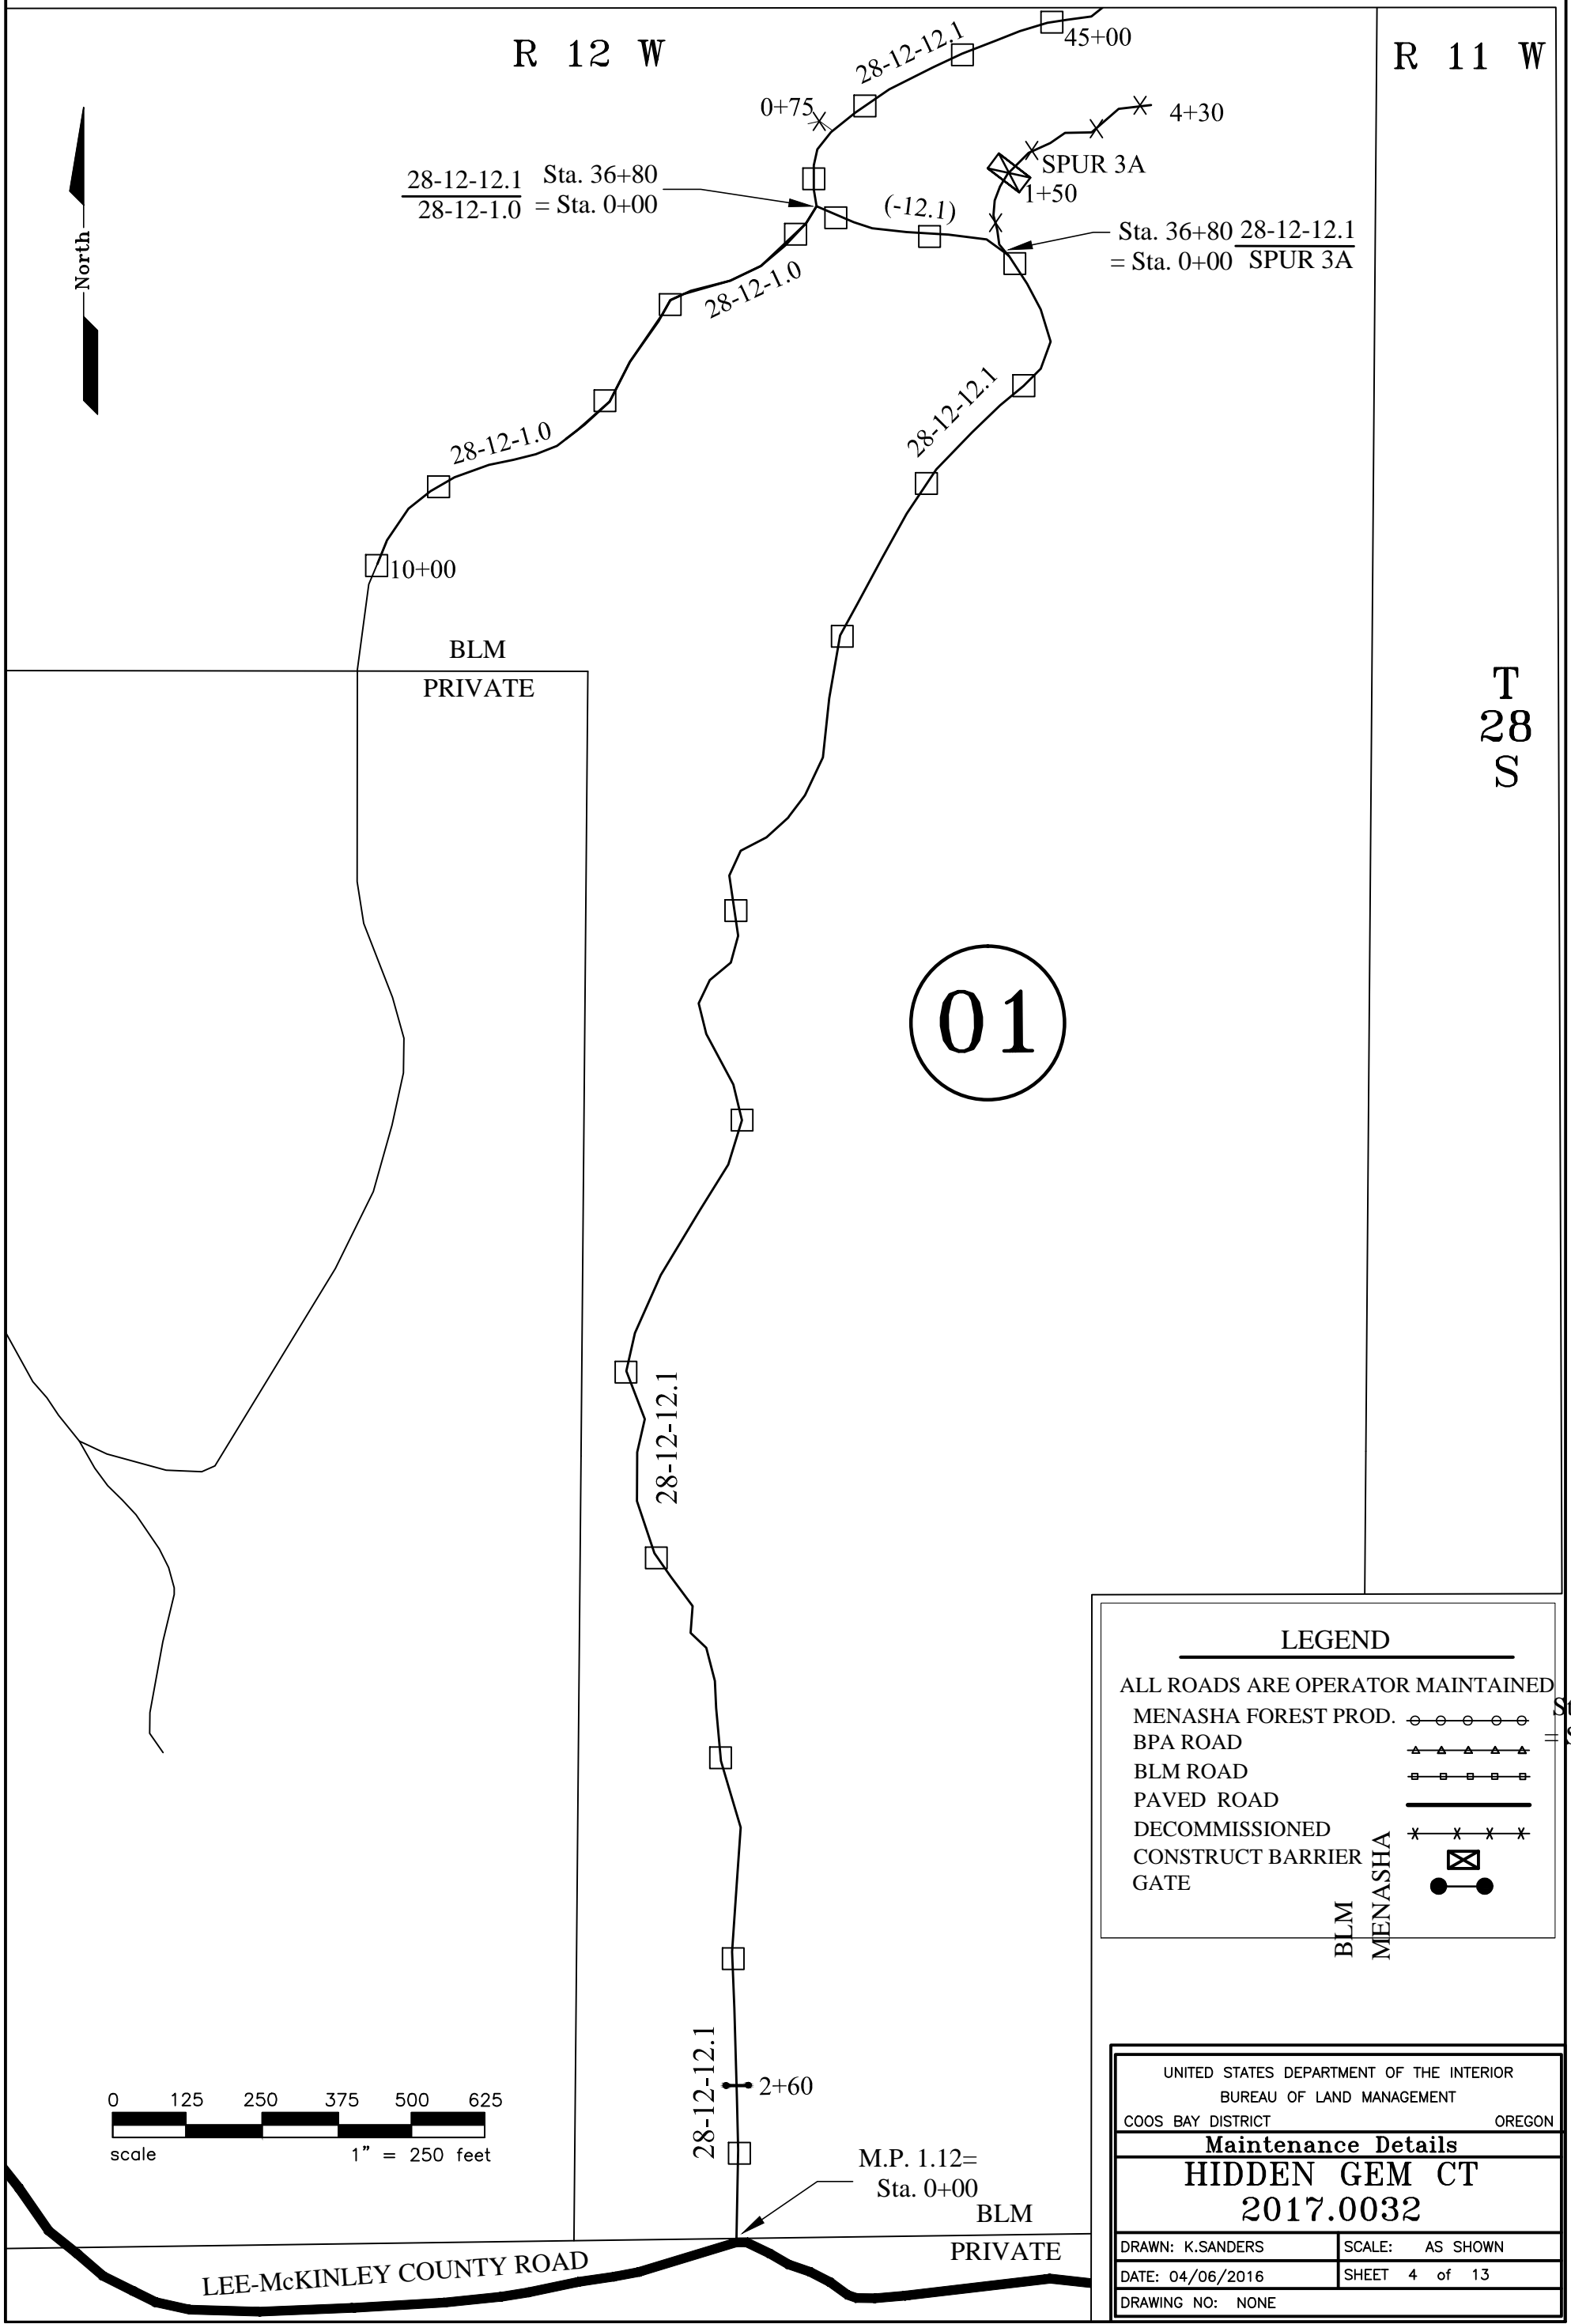 R 12 W
R 11 W
28-12-12.1
45+00
0+75
4+30
SPUR 3A
1+50
28-12-12.1 Sta. 36+80
28-12-1.0 = Sta. 0+00
(-12.1)
Sta. 36+80 28-12-12.1
= Sta. 0+00 SPUR 3A
North
28-12-1.0
28-12-12.1
28-12-1.0
10+00
BLM
PRIVATE
T
28
S
01
28-12-12.1
LEGEND
ALL ROADS ARE OPERATOR MAINTAINED
MENASHA FOREST PROD.
BPA ROAD
BLM ROAD
PAVED ROAD
DECOMMISSIONED
CONSTRUCT BARRIER
GATE
BLM
MENASHA
28-12-12.1
2+60
0 125 250 375 500 625
scale 1" = 250 feet
M.P. 1.12=
Sta. 0+00
BLM
PRIVATE
LEE-McKINLEY COUNTY ROAD
UNITED STATES DEPARTMENT OF THE INTERIOR
BUREAU OF LAND MANAGEMENT
COOS BAY DISTRICT OREGON
Maintenance Details
HIDDEN GEM CT
2017.0032
DRAWN: K.SANDERS SCALE: AS SHOWN
DATE: 04/06/2016 SHEET 4 of 13
DRAWING NO: NONE